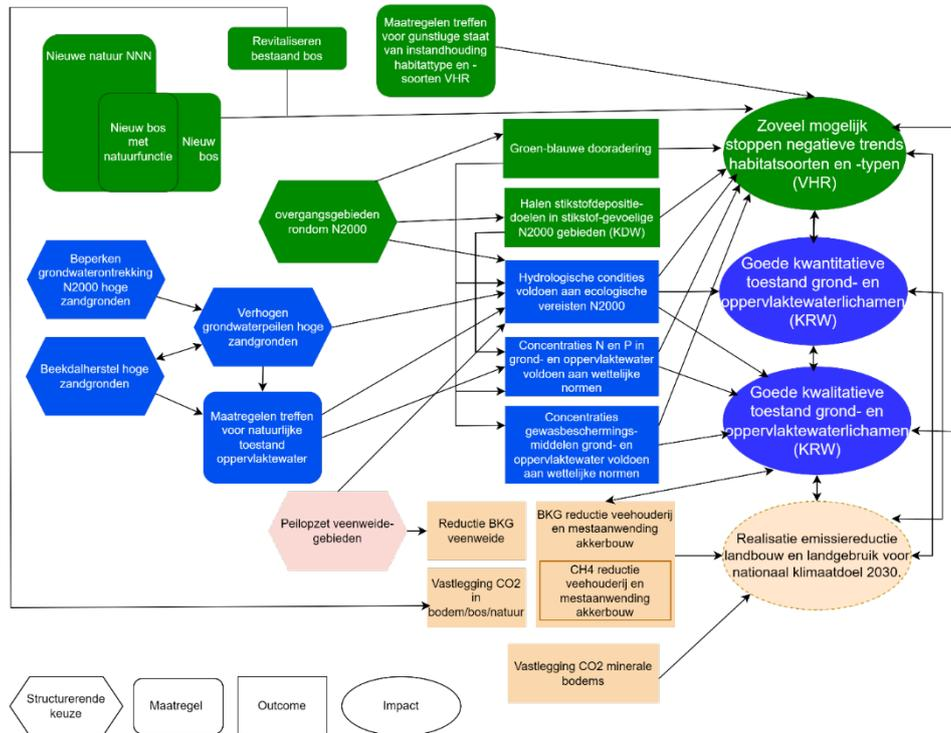 Nieuwe natuur NNN
Nieuw bos
met
natuurfunctie
Nieuw
bos
Revitaliseren
bestaand bos
Maatregelen treffen
voor gunstiuge staat
van instandhouding
habitattype en -
soorten VHR
Zoveel mogelijk
stoppen negatieve trends
habitatsoorten en -typen
(VHR)
Groen-blauwe dooradering
overgangsgebieden
rondom N2000
Halen stikstofdepositie-
doelen in stikstof-gevoelige
N2000 gebieden (KDW)
Beperken
grondwaterontrekking
N2000 hoge
zandgronden
Verhogen
grondwaterpeilen hoge
zandgronden
Hydrologische condities
voldoen aan ecologische
vereisten N2000
Goede kwantitatieve
toestand grond- en
oppervlaktewaterlichamen
(KRW)
Beekdalherstel hoge
zandgronden
Concentraties N en P in
grond- en oppervlaktewater
voldoen aan wettelijke
normen
Maatregelen treffen
voor natuurlijke
toestand
oppervlaktewater
Concentraties
gewasbeschermings-
middelen grond- en
oppervlaktewater voldoen
aan wettelijke normen
Goede kwalitatieve
toestand grond- en
oppervlaktewaterlichamen
(KRW)
Peilopzet veenweide-
gebieden
Reductie BKG
veenweide
BKG reductie veehouderij
en mestaanwending
akkerbouw
CH4 reductie
veehouderij en
mestaanwending
akkerbouw
Realisatie emissiereductie
landbouw en landgebruik voor
nationaal klimaatdoel 2030.
Vastlegging CO2
in
bodem/bos/natuur
Vastlegging CO2 minerale
bodems
Structurerende
keuze
Maatregel
Outcome
Impact